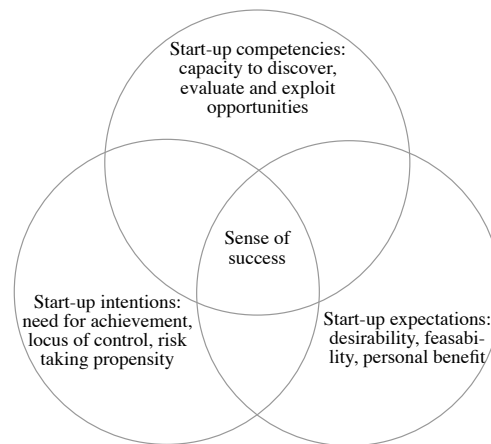 Start-up competencies:
capacity to discover,
evaluate and exploit
opportunities
Sense of
success
Start-up intentions:
need for achievement,
locus of control, risk
taking propensity
Start-up expectations:
desirability, feasabi-
lity, personal benefit